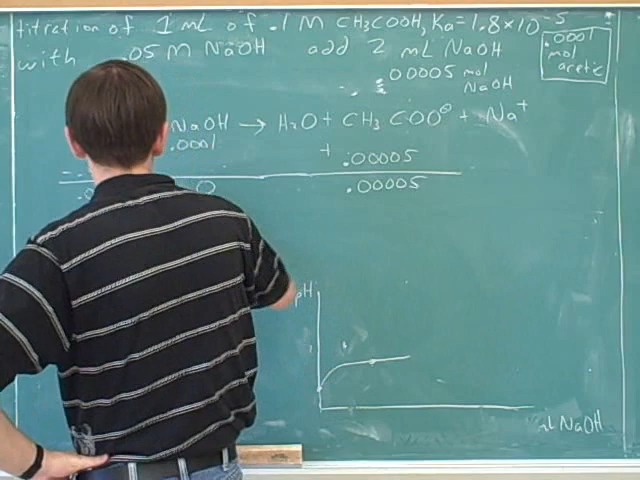 titration of 1 mL of .1 M CH3COOH, Ka = 1.8×10⁻⁵
with .05 M NaOH add 2 mL NaOH
.0001 mol acetic
.00005 mol NaOH
NaOH → H2O + CH3COO⊖ + Na⁺
.0001
+ .00005
0 .00005
pH
mL NaOH